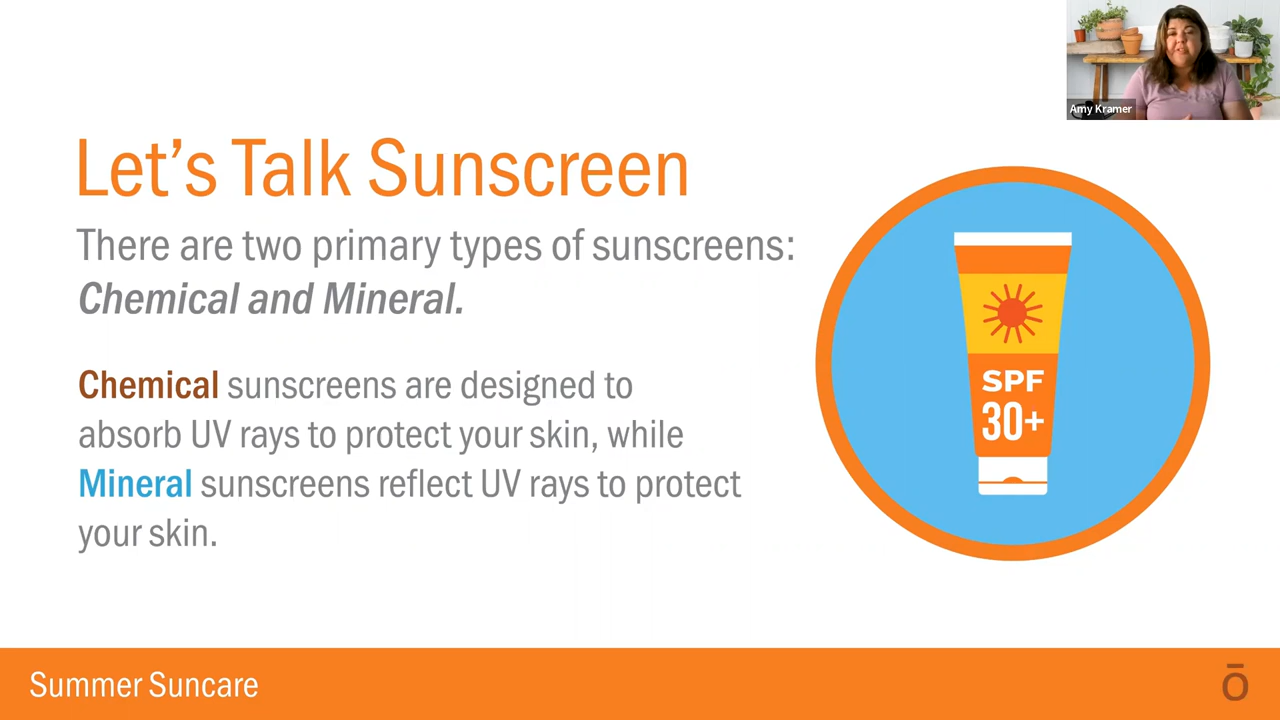 Amy Kramer
Let's Talk Sunscreen
There are two primary types of sunscreens:
Chemical and Mineral.
Chemical sunscreens are designed to
absorb UV rays to protect your skin, while
Mineral sunscreens reflect UV rays to protect
your skin.
SPF
30+
Summer Suncare
ō